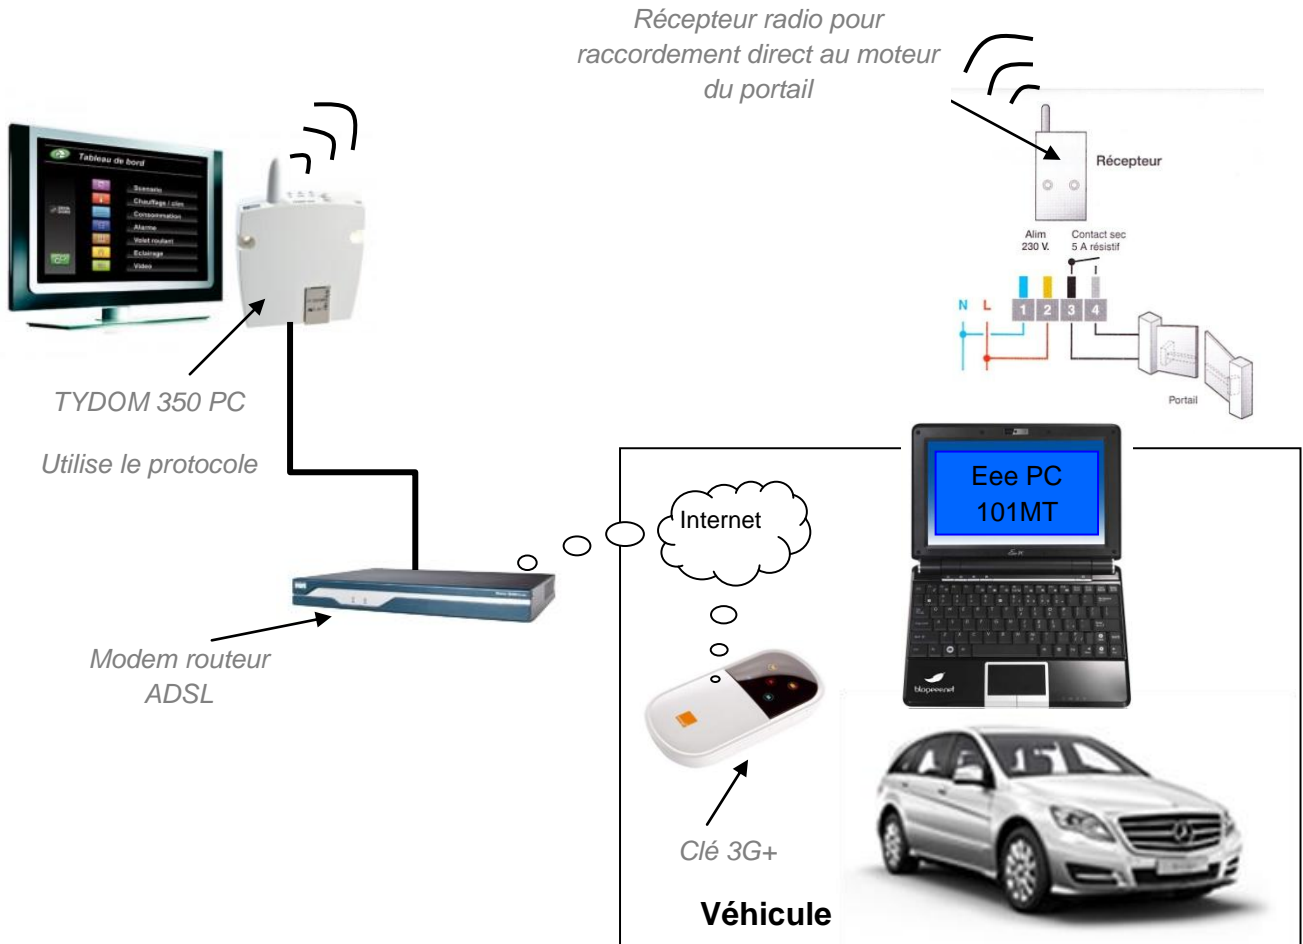 Récepteur radio pour
raccordement direct au moteur
du portail
Tableau de bord
Scenario
Chauffage / clim
Consommation
Alarme
Volet roulant
Eclairage
Video
Récepteur
Alim
230 V.
Contact sec
5 A résistif
N L
1 2 3 4
Portail
TYDOM 350 PC
Utilise le protocole
Internet
Eee PC
101MT
Modem routeur
ADSL
blogeee.net
Clé 3G+
Véhicule